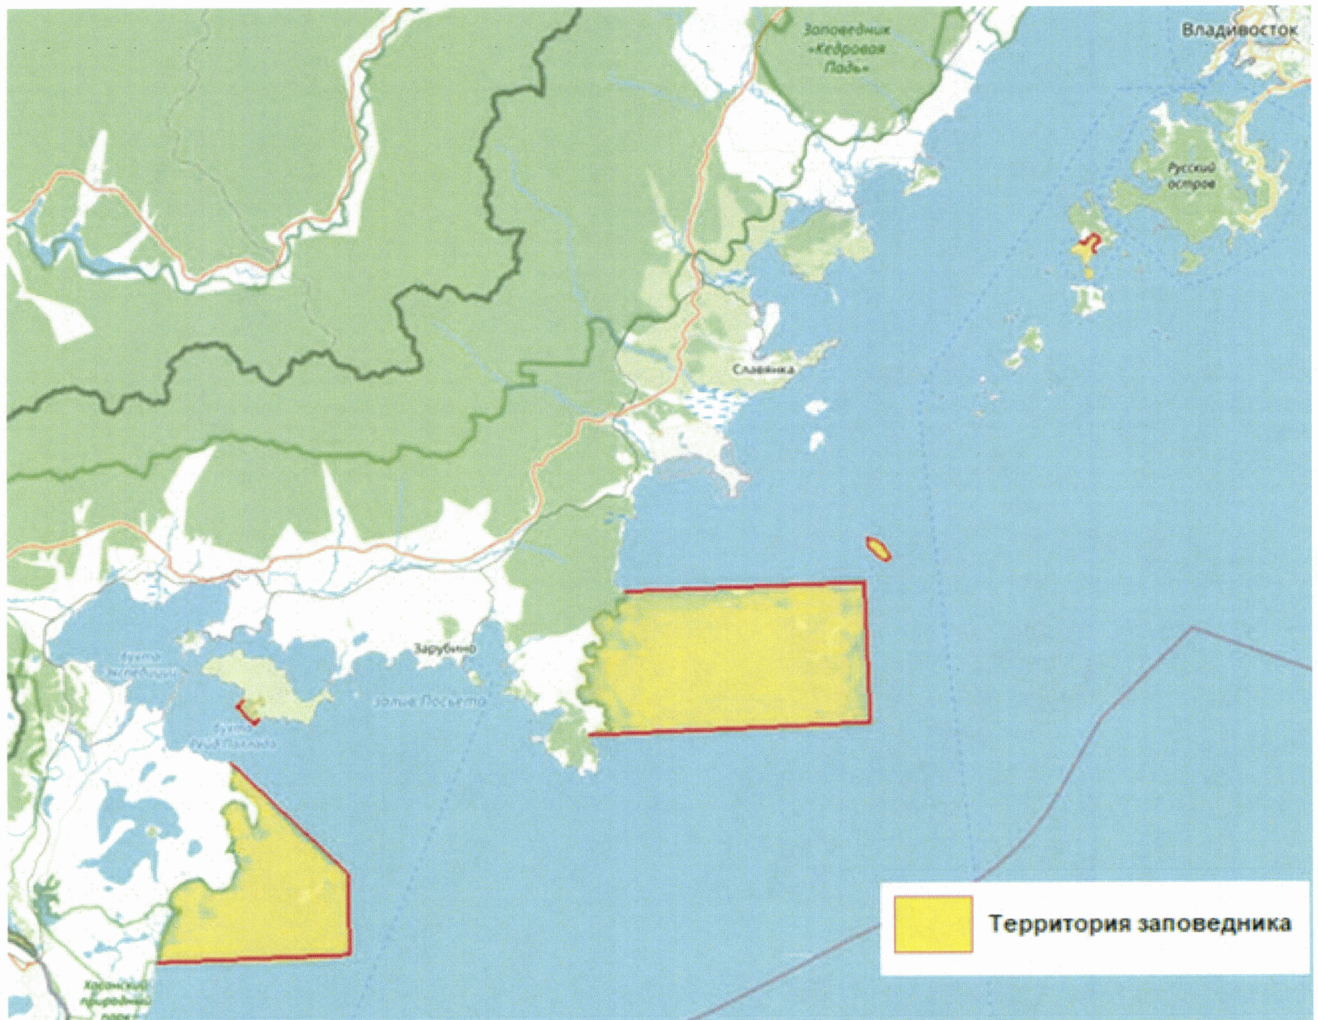 Заповедник
«Кедровая
Падь»
Владивосток
Русский
остров
Славянка
Зарубино
бухта
Экспедиции
залив Посьета
бухта
Рейд Паллада
Территория заповедника
Хасанский
природный
парк